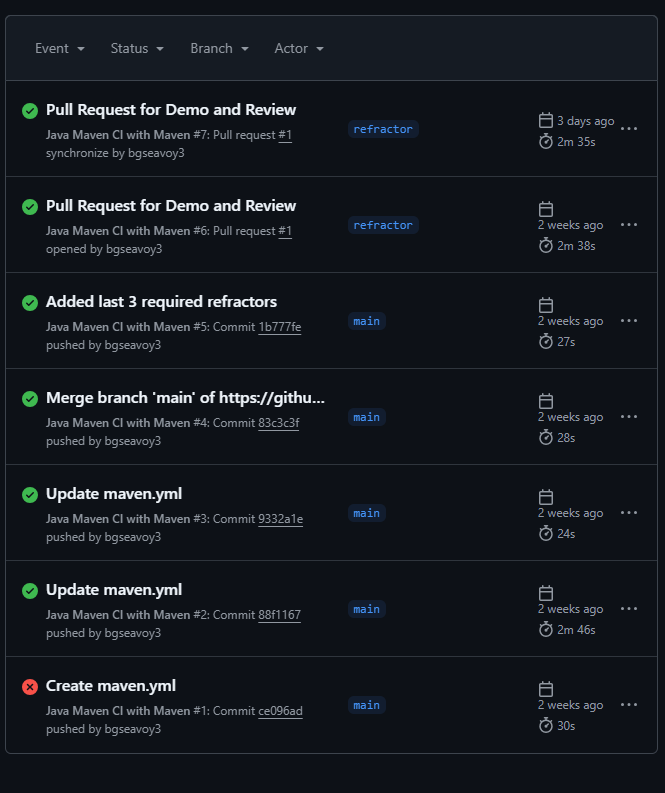 Event Status Branch Actor
Pull Request for Demo and Review
Java Maven CI with Maven #7: Pull request #1
synchronize by bgseavoy3
refractor
3 days ago
2m 35s
Pull Request for Demo and Review
Java Maven CI with Maven #6: Pull request #1
opened by bgseavoy3
refractor
2 weeks ago
2m 38s
Added last 3 required refractors
Java Maven CI with Maven #5: Commit 1b777fe
pushed by bgseavoy3
main
2 weeks ago
27s
Merge branch 'main' of https://githu...
Java Maven CI with Maven #4: Commit 83c3c3f
pushed by bgseavoy3
main
2 weeks ago
28s
Update maven.yml
Java Maven CI with Maven #3: Commit 9332a1e
pushed by bgseavoy3
main
2 weeks ago
24s
Update maven.yml
Java Maven CI with Maven #2: Commit 88f1167
pushed by bgseavoy3
main
2 weeks ago
2m 46s
Create maven.yml
Java Maven CI with Maven #1: Commit ce096ad
pushed by bgseavoy3
main
2 weeks ago
30s